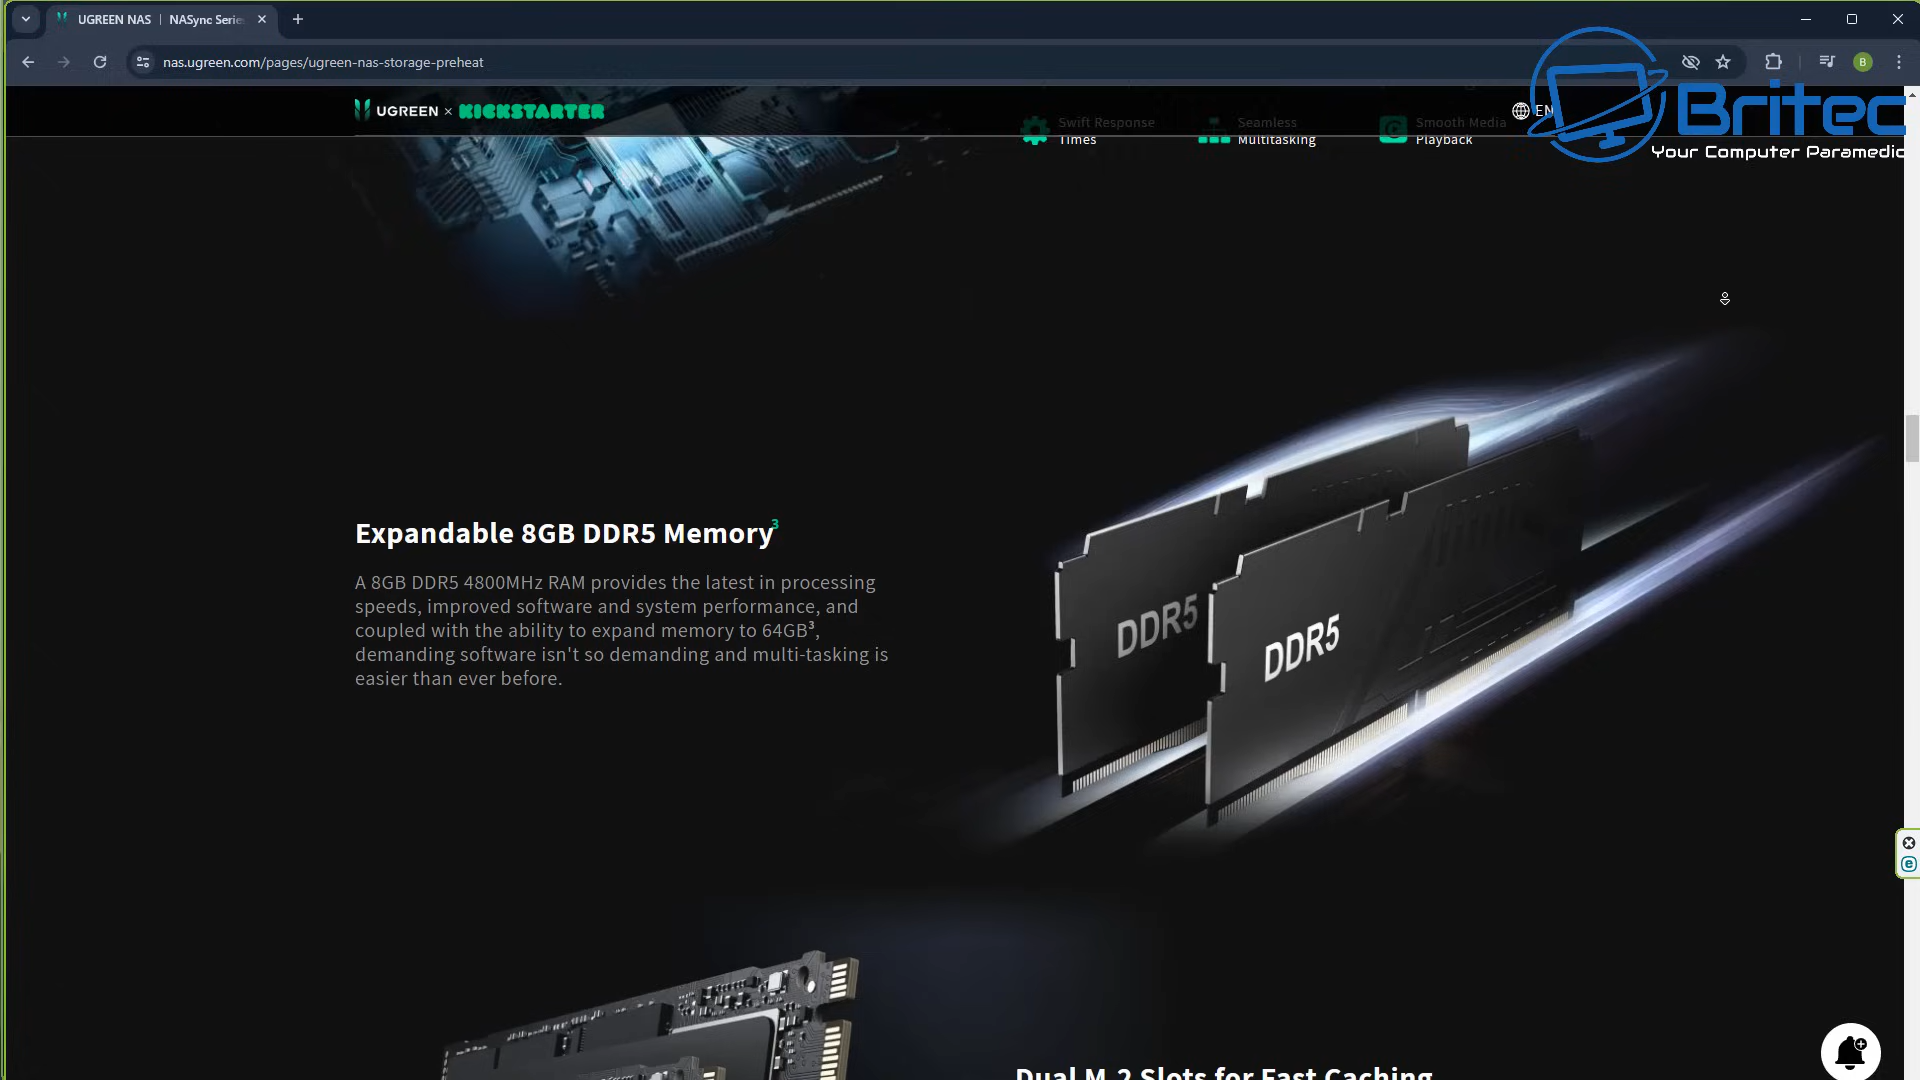 UGREEN NAS | NASync Serie
nas.ugreen.com/pages/ugreen-nas-storage-preheat
B
UGREEN × KICKSTARTER
EN
Britec
Your Computer Paramedic
Swift Response
Times
Seamless
Multitasking
Smooth Media
Playback
Expandable 8GB DDR5 Memory³
A 8GB DDR5 4800MHz RAM provides the latest in processing
speeds, improved software and system performance, and
coupled with the ability to expand memory to 64GB³,
demanding software isn't so demanding and multi-tasking is
easier than ever before.
DDR5
DDR5
Dual M.2 Slots for Fast Caching